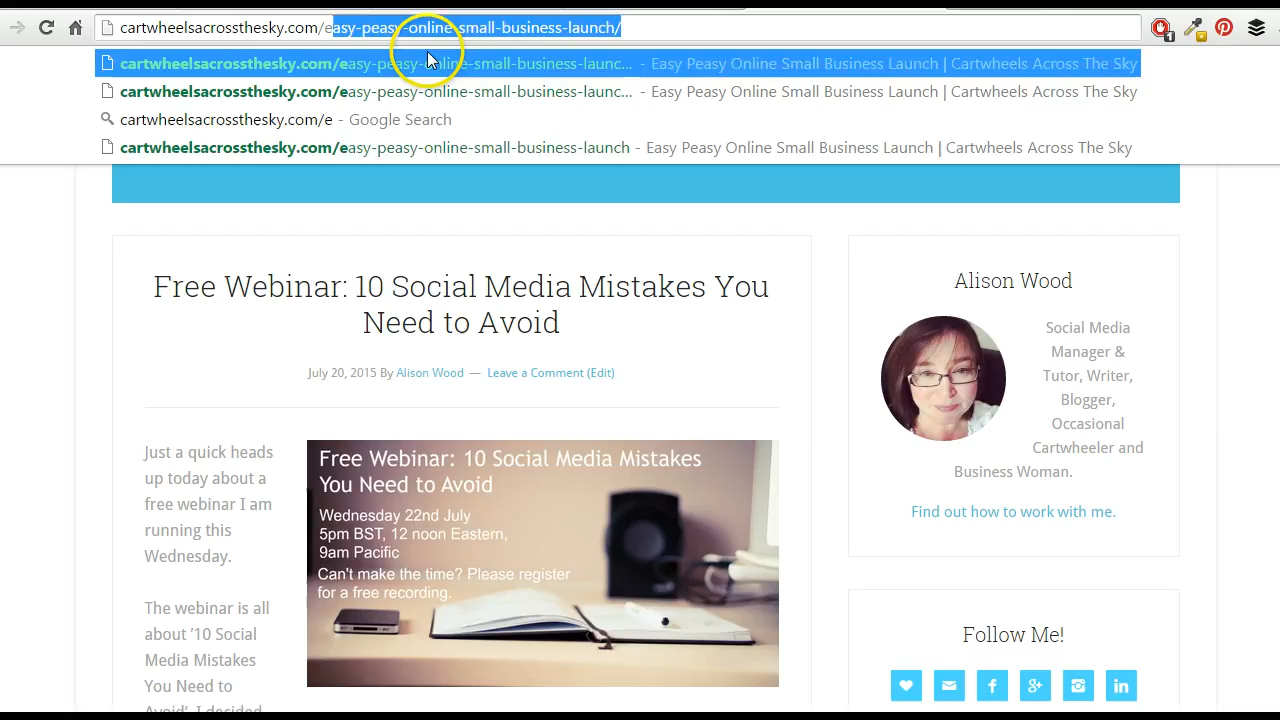 cartwheelsacrossthesky.com/easy-peasy-online-small-business-launch/
1
cartwheelsacrossthesky.com/easy-peasy-online-small-business-launc... - Easy Peasy Online Small Business Launch | Cartwheels Across The Sky
cartwheelsacrossthesky.com/easy-peasy-online-small-business-launc... - Easy Peasy Online Small Business Launch | Cartwheels Across The Sky
cartwheelsacrossthesky.com/e - Google Search
cartwheelsacrossthesky.com/easy-peasy-online-small-business-launch - Easy Peasy Online Small Business Launch | Cartwheels Across The Sky
Free Webinar: 10 Social Media Mistakes You
Need to Avoid
July 20, 2015 By Alison Wood — Leave a Comment (Edit)
Just a quick heads
up today about a
free webinar I am
running this
Wednesday.
The webinar is all
about '10 Social
Media Mistakes
You Need to
Avoid'. I decided
Free Webinar: 10 Social Media Mistakes
You Need to Avoid
Wednesday 22nd July
5pm BST, 12 noon Eastern,
9am Pacific
Can't make the time? Please register
for a free recording.
Alison Wood
Social Media
Manager &
Tutor, Writer,
Blogger,
Occasional
Cartwheeler and
Business Woman.
Find out how to work with me.
Follow Me!